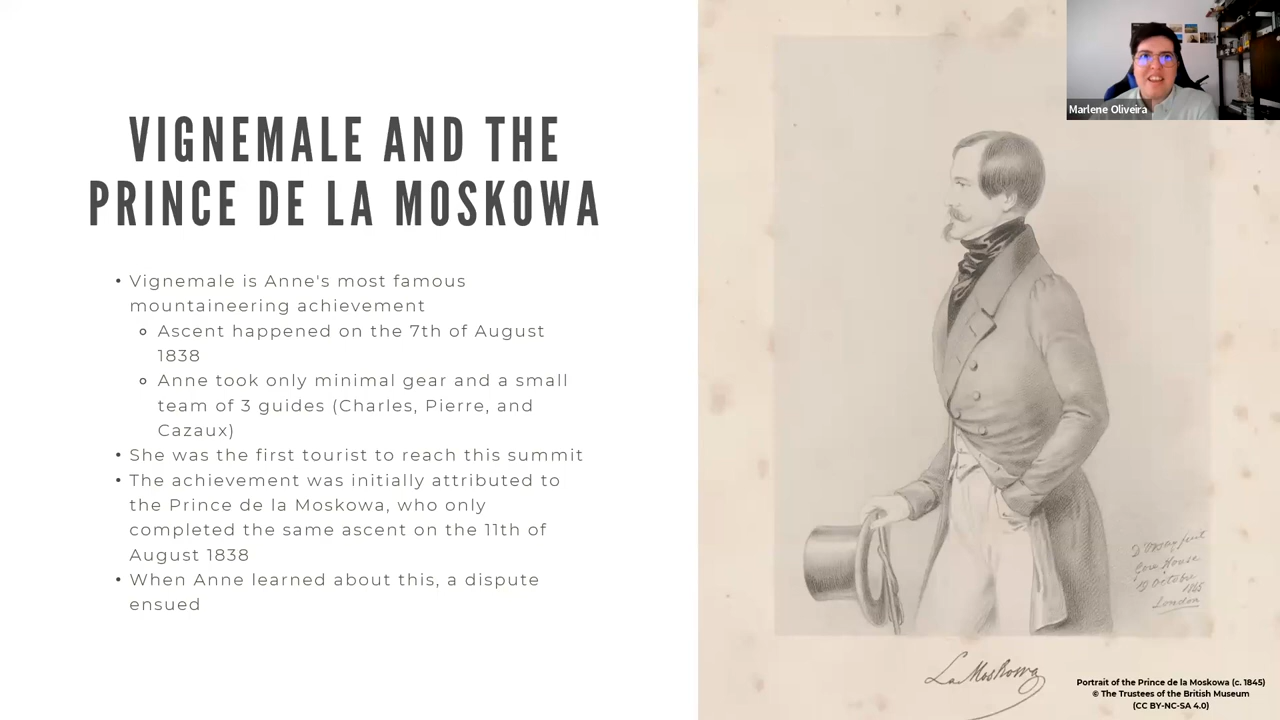 VIGNEMALE AND THE
PRINCE DE LA MOSKOWA
• Vignemale is Anne's most famous
mountaineering achievement
Ascent happened on the 7th of August
1838
Anne took only minimal gear and a small
team of 3 guides (Charles, Pierre, and
Cazaux)
• She was the first tourist to reach this summit
• The achievement was initially attributed to
the Prince de la Moskowa, who only
completed the same ascent on the 11th of
August 1838
• When Anne learned about this, a dispute
ensued
Marlene Oliveira
D'Orsay fecit
Gore House
October
London
La Moskowa
Portrait of the Prince de la Moskowa (c. 1845)
© The Trustees of the British Museum
(CC BY-NC-SA 4.0)